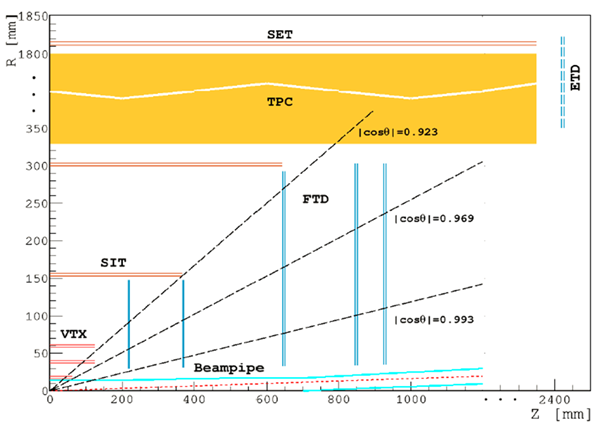 1850
R [mm]
1800
SET
ETD
TPC
350
|cosθ|=0.923
300
FTD
250
|cosθ|=0.969
200
SIT
150
100
|cosθ|=0.993
VTX
50
Beampipe
0
0 200 400 600 800 1000 2400
Z [mm]